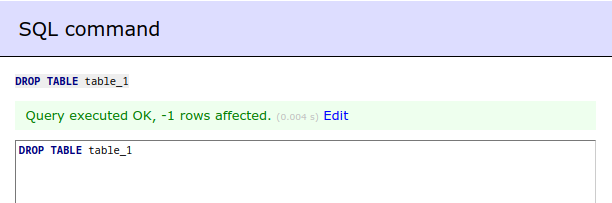 SQL command
DROP TABLE table_1
Query executed OK, -1 rows affected. (0.004 s) Edit
DROP TABLE table_1